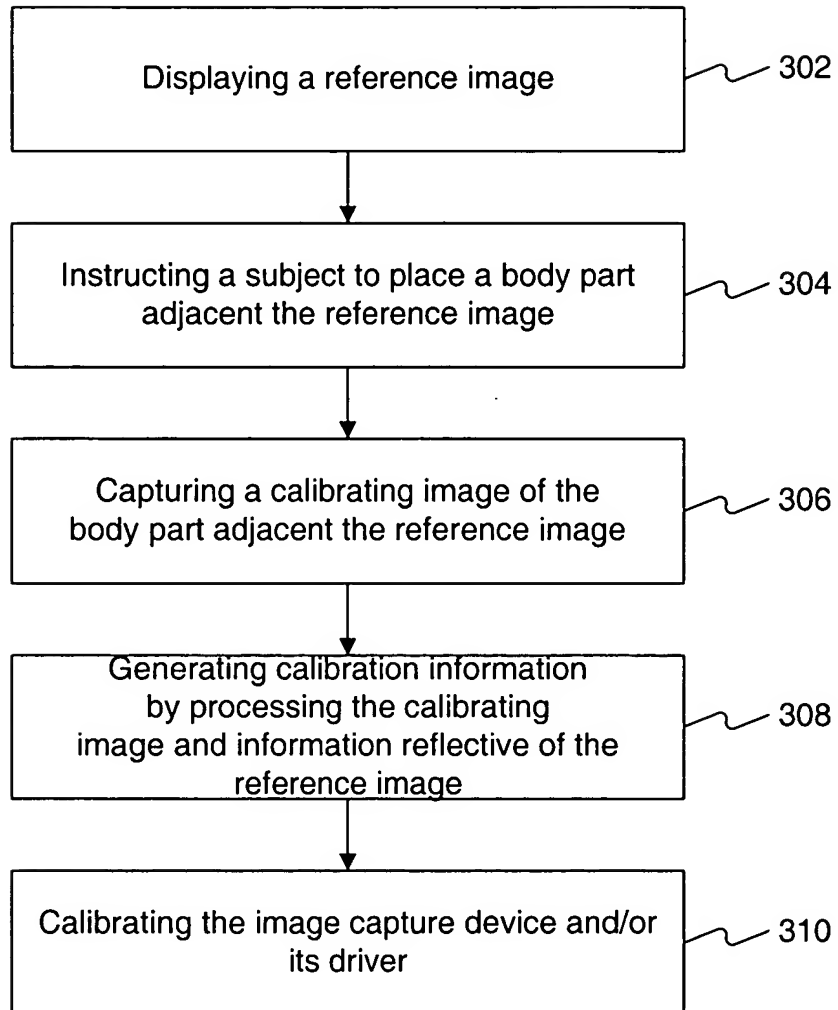 Displaying a reference image
302
Instructing a subject to place a body part
adjacent the reference image
304
Capturing a calibrating image of the
body part adjacent the reference image
306
Generating calibration information
by processing the calibrating
image and information reflective of the
reference image
308
Calibrating the image capture device and/or
its driver
310